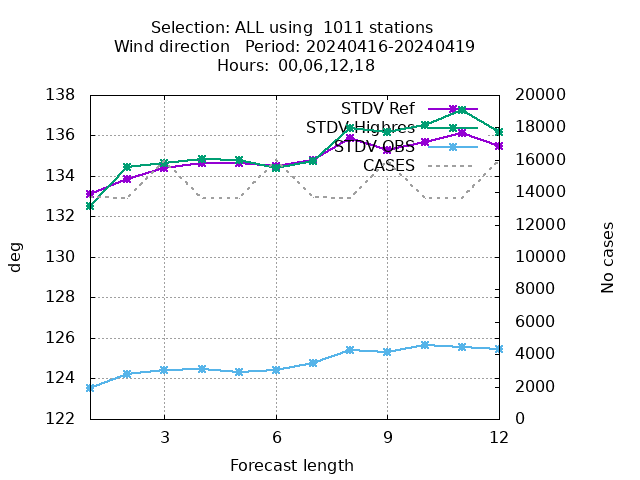 Selection: ALL using  1011 stations
Wind direction   Period: 20240416-20240419
Hours:  00,06,12,18
STDV Ref
STDV Highres
STDV OBS
CASES
138
136
134
132
130
128
126
124
122
20000
18000
16000
14000
12000
10000
8000
6000
4000
2000
0
deg
No cases
3
6
9
12
Forecast length